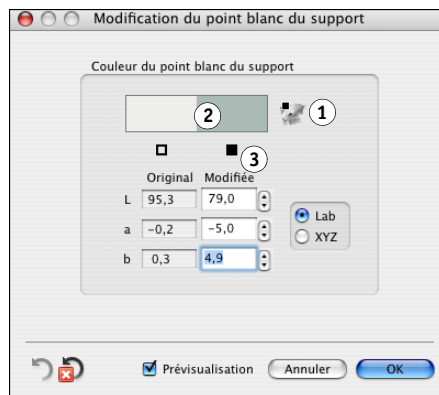 Modification du point blanc du support
Couleur du point blanc du support
2
1
3
Original Modifiée
L 95,3 79,0
a −0,2 −5,0
b 0,3 4,9
Lab
XYZ
Prévisualisation Annuler OK